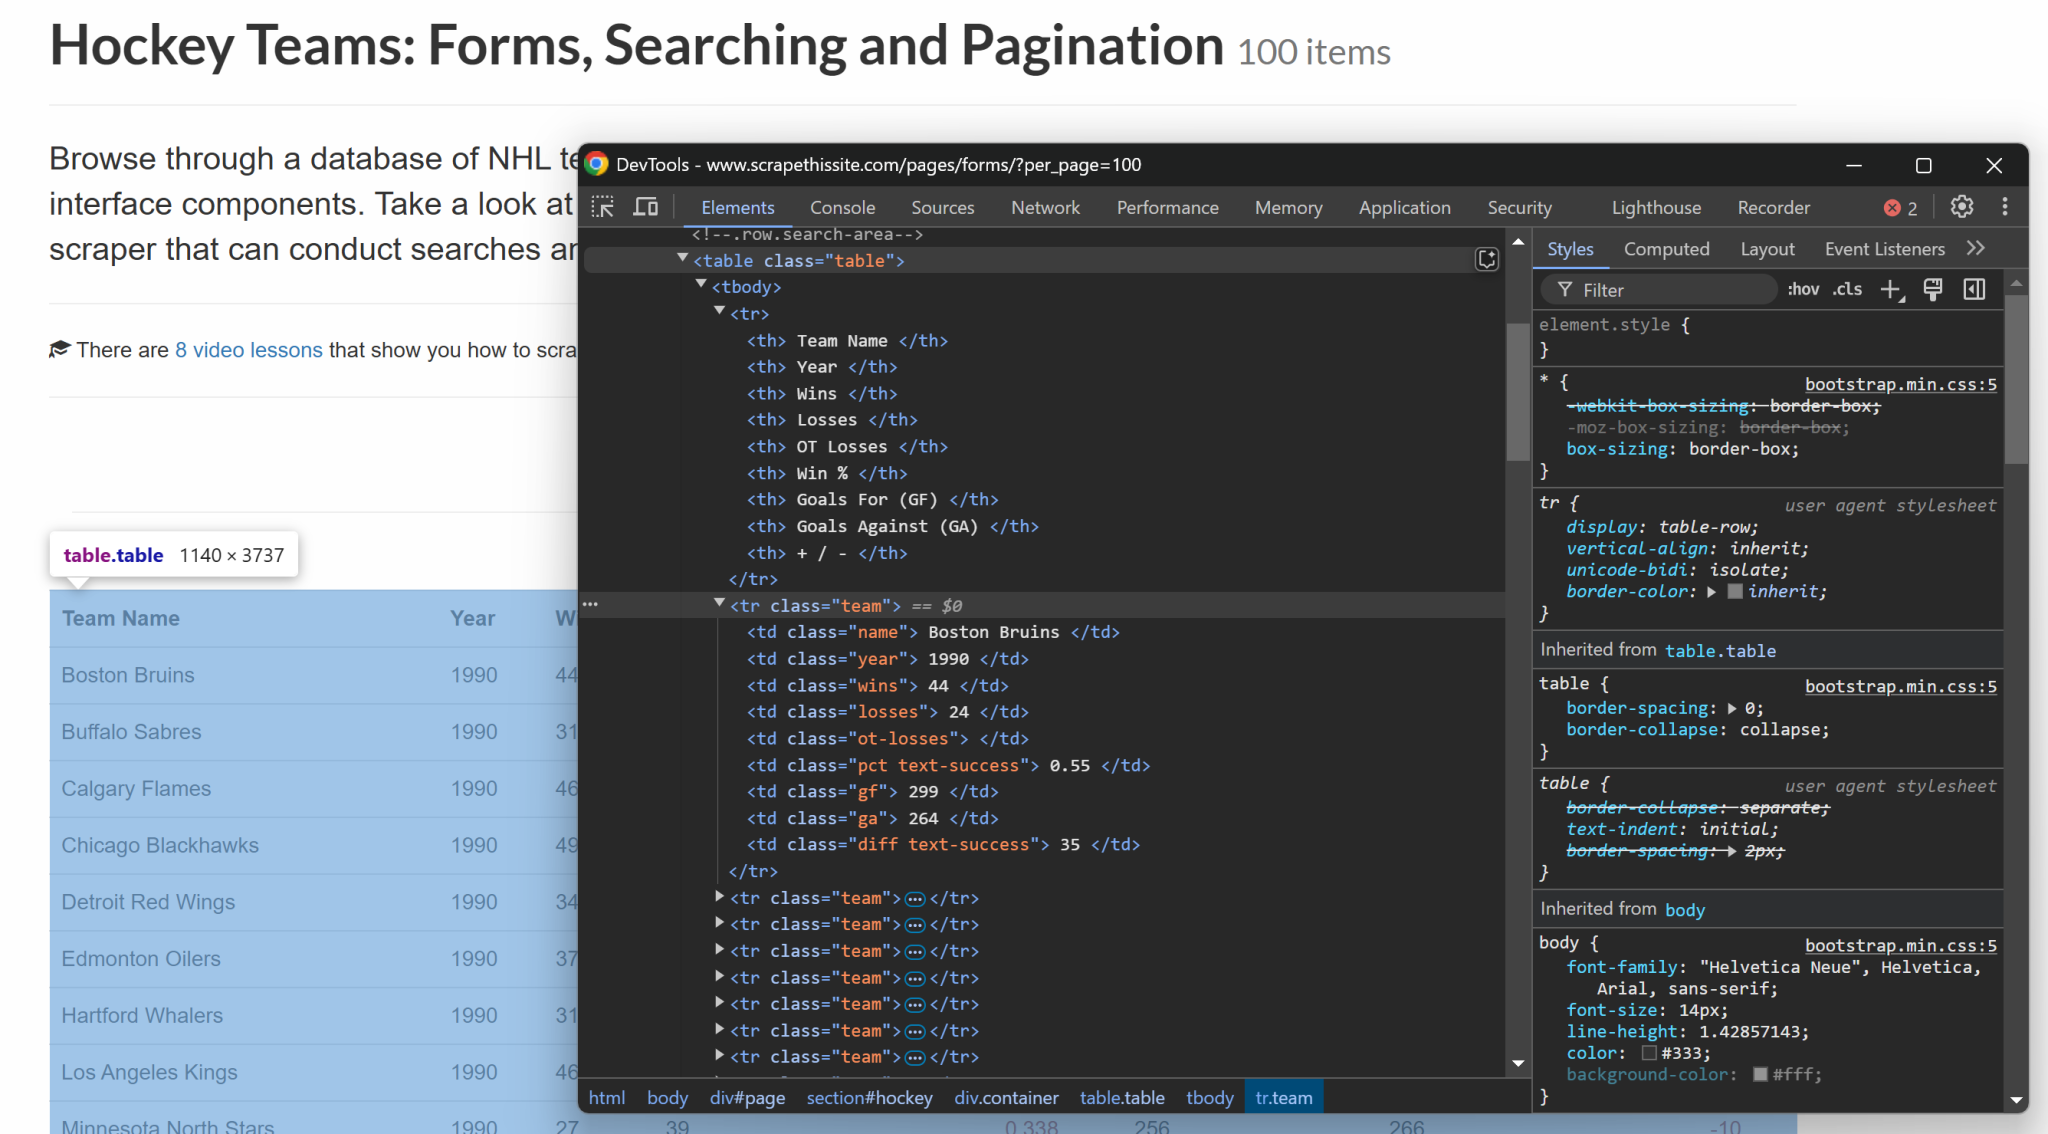 Hockey Teams: Forms, Searching and Pagination 100 items
Browse through a database of NHL te
interface components. Take a look at
scraper that can conduct searches ar
There are 8 video lessons that show you how to scra
table.table 1140 × 3737
Team Name Year W
Boston Bruins 1990 44
Buffalo Sabres 1990 31
Calgary Flames 1990 46
Chicago Blackhawks 1990 49
Detroit Red Wings 1990 34
Edmonton Oilers 1990 37
Hartford Whalers 1990 31
Los Angeles Kings 1990 46
Minnesota North Stars 1990 27 39 0.338 256 266 -10
DevTools - www.scrapethissite.com/pages/forms/?per_page=100
Elements Console Sources Network Performance Memory Application Security Lighthouse Recorder 2
<!--.row.search-area-->
<table class="table">
<tbody>
<tr>
<th> Team Name </th>
<th> Year </th>
<th> Wins </th>
<th> Losses </th>
<th> OT Losses </th>
<th> Win % </th>
<th> Goals For (GF) </th>
<th> Goals Against (GA) </th>
<th> + / - </th>
</tr>
<tr class="team"> == $0
<td class="name"> Boston Bruins </td>
<td class="year"> 1990 </td>
<td class="wins"> 44 </td>
<td class="losses"> 24 </td>
<td class="ot-losses"> </td>
<td class="pct text-success"> 0.55 </td>
<td class="gf"> 299 </td>
<td class="ga"> 264 </td>
<td class="diff text-success"> 35 </td>
</tr>
<tr class="team">…</tr>
<tr class="team">…</tr>
<tr class="team">…</tr>
<tr class="team">…</tr>
<tr class="team">…</tr>
<tr class="team">…</tr>
<tr class="team">…</tr>
html body div#page section#hockey div.container table.table tbody tr.team
Styles Computed Layout Event Listeners
Filter :hov .cls
element.style {
}
* { bootstrap.min.css:5
-webkit-box-sizing: border-box;
-moz-box-sizing: border-box;
box-sizing: border-box;
}
tr { user agent stylesheet
display: table-row;
vertical-align: inherit;
unicode-bidi: isolate;
border-color: inherit;
}
Inherited from table.table
table { bootstrap.min.css:5
border-spacing: 0;
border-collapse: collapse;
}
table { user agent stylesheet
border-collapse: separate;
text-indent: initial;
border-spacing: 2px;
}
Inherited from body
body { bootstrap.min.css:5
font-family: "Helvetica Neue", Helvetica,
Arial, sans-serif;
font-size: 14px;
line-height: 1.42857143;
color: #333;
background-color: #fff;
}